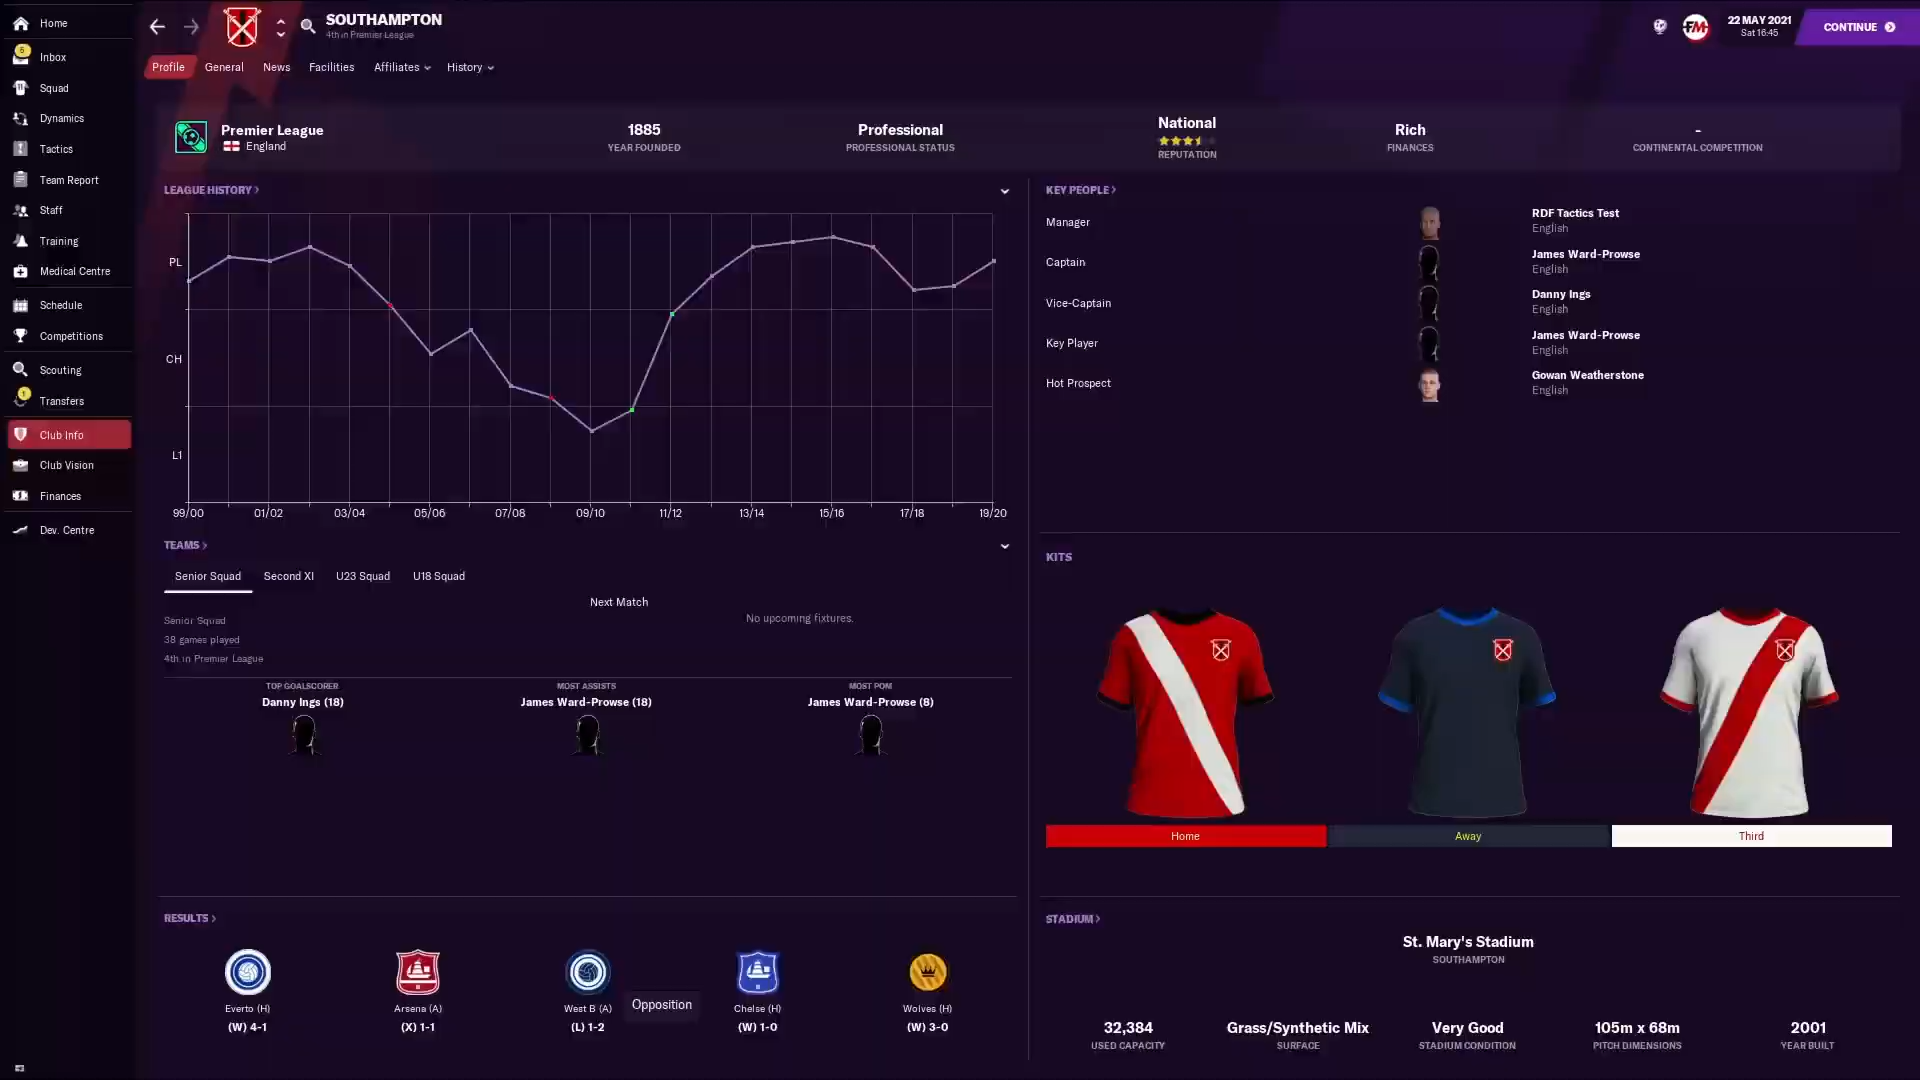 Home
Inbox
5
Squad
Dynamics
Tactics
Team Report
Staff
Training
Medical Centre
Schedule
Competitions
Scouting
Transfers
1
Club Info
Club Vision
Finances
Dev. Centre
SOUTHAMPTON
4th in Premier League
FM
22 MAY 2021
Sat 16:45
CONTINUE
Profile
General
News
Facilities
Affiliates
History
Premier League
England
1885
YEAR FOUNDED
Professional
PROFESSIONAL STATUS
National
REPUTATION
Rich
FINANCES
-
CONTINENTAL COMPETITION
LEAGUE HISTORY >
PL
CH
L1
99/00 01/02 03/04 05/06 07/08 09/10 11/12 13/14 15/16 17/18 19/20
TEAMS >
Senior Squad
Second XI
U23 Squad
U18 Squad
Senior Squad
38 games played
4th in Premier League
Next Match
No upcoming fixtures.
TOP GOALSCORER
Danny Ings (18)
MOST ASSISTS
James Ward-Prowse (18)
MOST POM
James Ward-Prowse (8)
RESULTS >
Everto (H)
(W) 4-1
Arsena (A)
(X) 1-1
West B (A)
(L) 1-2
Opposition
Chelse (H)
(W) 1-0
Wolves (H)
(W) 3-0
KEY PEOPLE >
Manager
RDF Tactics Test
English
Captain
James Ward-Prowse
English
Vice-Captain
Danny Ings
English
Key Player
James Ward-Prowse
English
Hot Prospect
Gowan Weatherstone
English
KITS
Home
Away
Third
STADIUM >
St. Mary's Stadium
SOUTHAMPTON
32,384
USED CAPACITY
Grass/Synthetic Mix
SURFACE
Very Good
STADIUM CONDITION
105m x 68m
PITCH DIMENSIONS
2001
YEAR BUILT